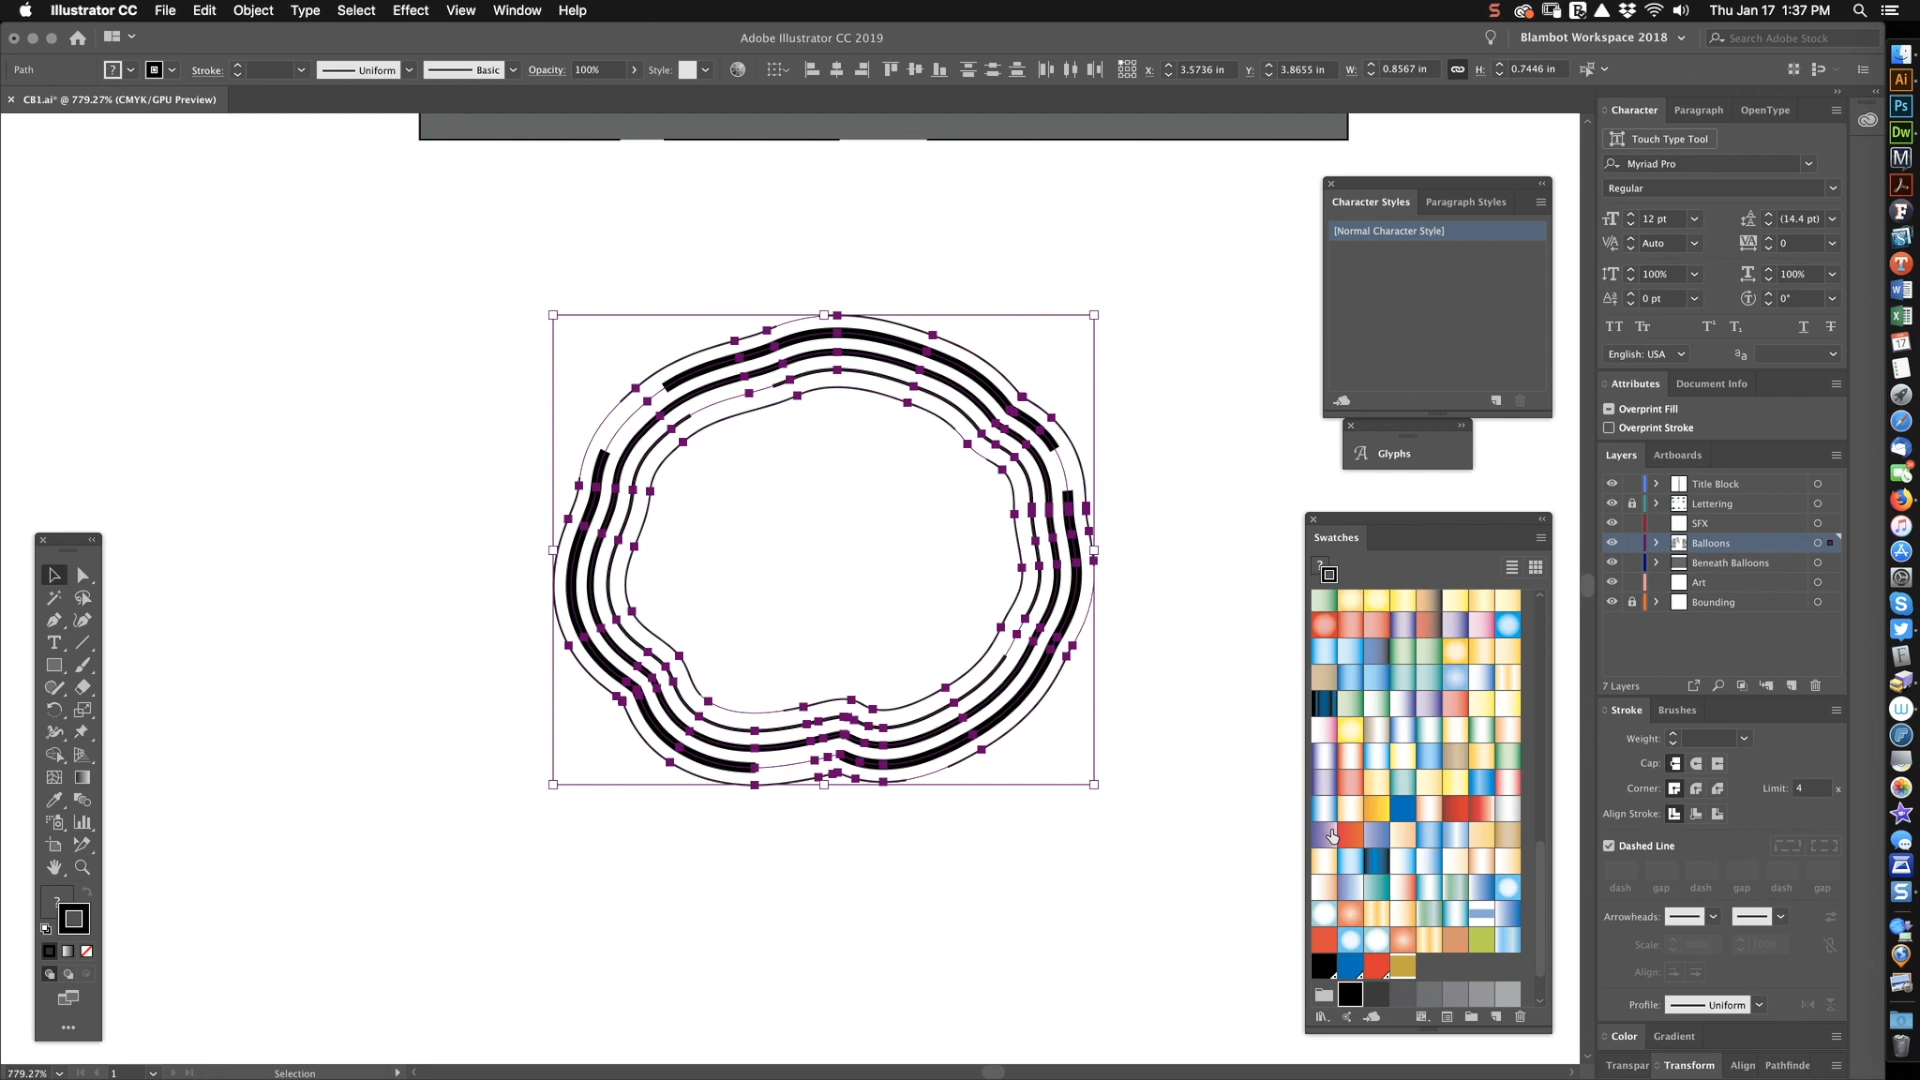 Illustrator CC File Edit Object Type Select Effect View Window Help
Thu Jan 17 1:37 PM
Adobe Illustrator CC 2019
Blambot Workspace 2018
Search Adobe Stock
Path
Stroke:
Uniform
Basic
Opacity: 100%
Style:
X: 3.5736 in
Y: 3.8655 in
W: 0.8567 in
H: 0.7446 in
CB1.ai* @ 779.27% (CMYK/GPU Preview)
Character Paragraph OpenType
Touch Type Tool
Myriad Pro
Regular
12 pt
(14.4 pt)
Auto
0
100%
100%
0 pt
0°
English: USA
Character Styles Paragraph Styles
[Normal Character Style]
Glyphs
Attributes Document Info
Overprint Fill
Overprint Stroke
Layers Artboards
Title Block
Lettering
SFX
Balloons
Beneath Balloons
Art
Bounding
7 Layers
Swatches
Stroke Brushes
Weight:
Cap:
Corner:
Limit: 4 x
Align Stroke:
Dashed Line
dash gap dash gap dash gap
Arrowheads:
Scale: 100% 100%
Align:
Profile: Uniform
Color Gradient
Transpar Transform Align Pathfinde
779.27%
1
Selection